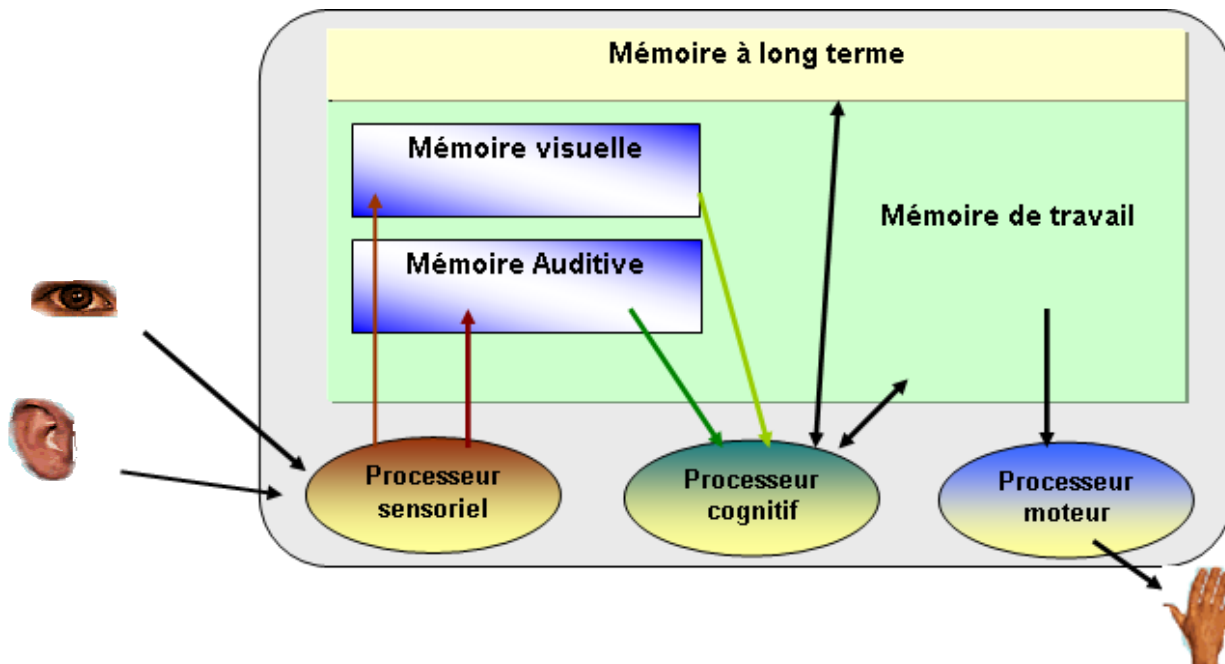 Mémoire à long terme
Mémoire visuelle
Mémoire de travail
Mémoire Auditive
Processeur
sensoriel
Processeur
cognitif
Processeur
moteur